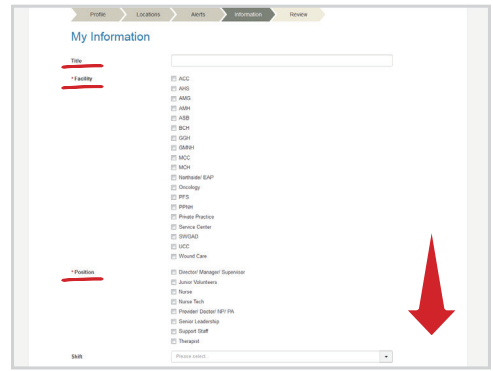 Profile Locations Alerts Information Review
My Information
Title
*Facility
ACC
AHS
AMG
AMH
ASB
BCH
GGH
GMNH
MCC
MCH
Northside/ EAP
Oncology
PFS
PPNH
Private Practice
Service Center
SWGAD
UCC
Wound Care
*Position
Director/ Manager/ Supervisor
Junior Volunteers
Nurse
Nurse Tech
Provider/ Doctor/ NP/ PA
Senior Leadership
Support Staff
Therapist
Shift Please select.